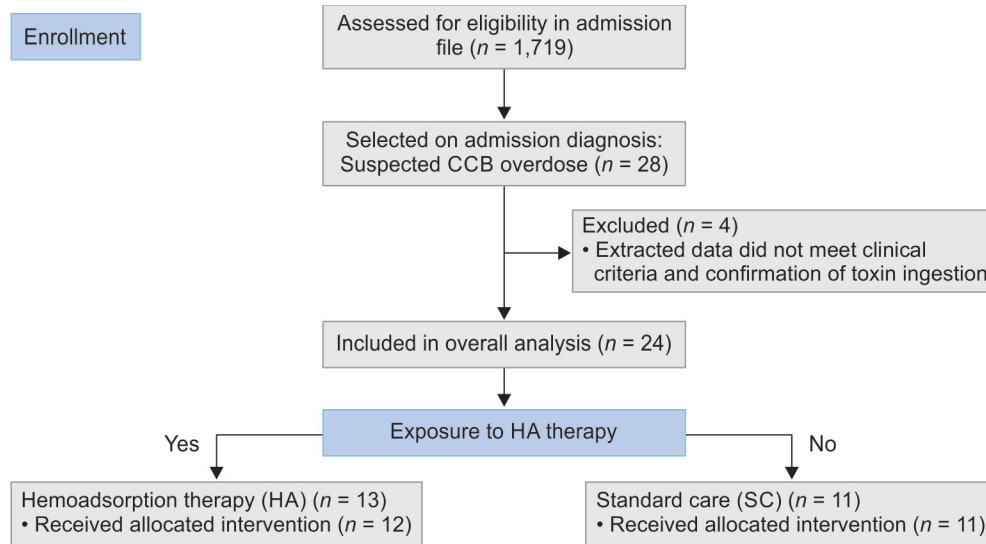 Enrollment
Assessed for eligibility in admission
file (n = 1,719)
Selected on admission diagnosis:
Suspected CCB overdose (n = 28)
Excluded (n = 4)
• Extracted data did not meet clinical
criteria and confirmation of toxin ingestion
Included in overall analysis (n = 24)
Exposure to HA therapy
Yes
No
Hemoadsorption therapy (HA) (n = 13)
• Received allocated intervention (n = 12)
Standard care (SC) (n = 11)
• Received allocated intervention (n = 11)